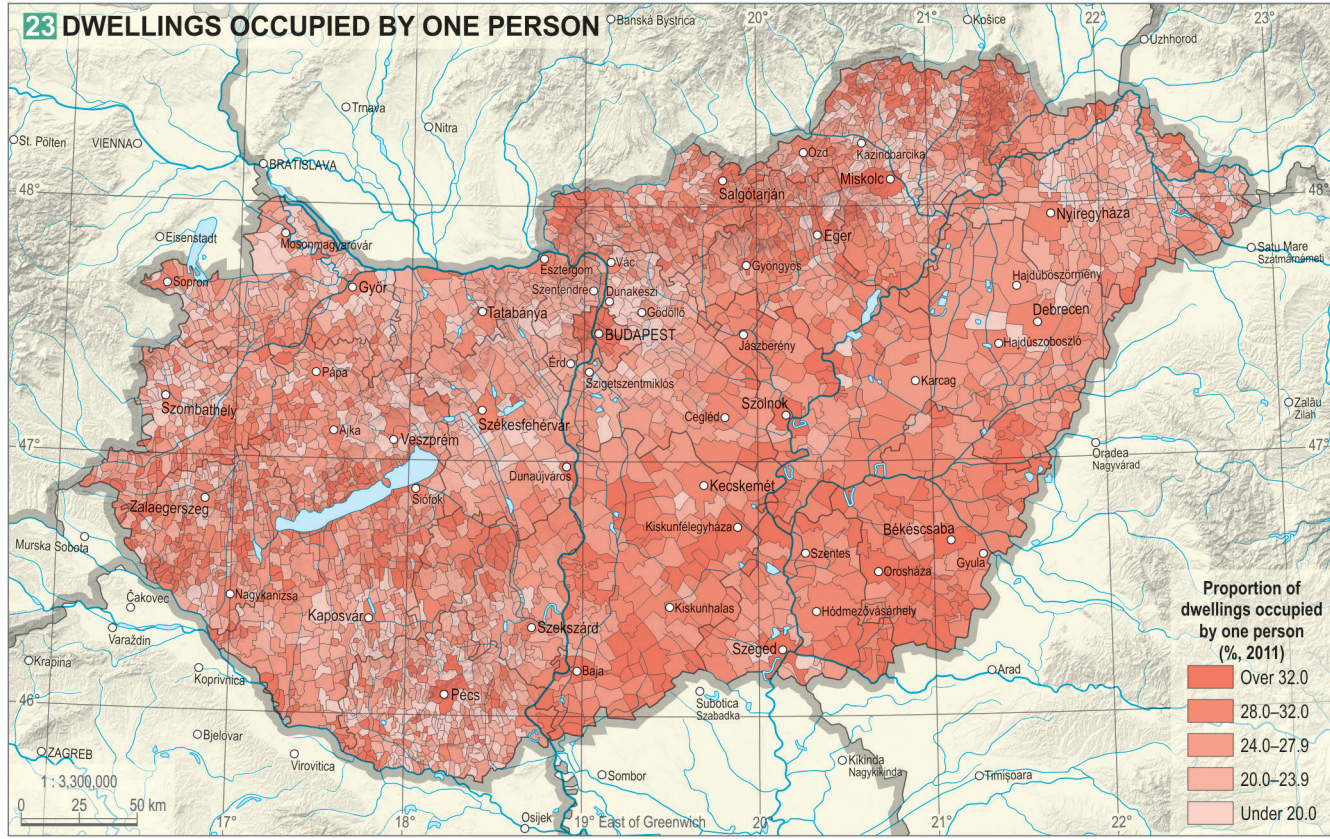 23 DWELLINGS OCCUPIED BY ONE PERSON
20°
21°
22°
23°
Banská Bystrica
Košice
Uzhhorod
Trnava
Nitra
St. Pölten
VIENNA
BRATISLAVA
Ózd
Kazincbarcika
Salgótarján
Miskolc
48°
48°
Nyíregyháza
Eisenstadt
Mosonmagyaróvár
Eger
Satu Mare
Szatmárnémeti
Sopron
Esztergom
Vác
Gyöngyös
Győr
Szentendre
Dunakeszi
Hajdúböszörmény
Tatabánya
Gödöllő
Debrecen
BUDAPEST
Jászberény
Hajdúszoboszló
Érd
Pápa
Szigetszentmiklós
Karcag
Szombathely
Székesfehérvár
Cegléd
Szolnok
Zalău
Zilah
Ajka
Veszprém
47°
47°
Oradea
Nagyvárad
Dunaújváros
Siófok
Kecskemét
Zalaegerszeg
Kiskunfélegyháza
Békéscsaba
Murska Sobota
Szentes
Gyula
Orosháza
Nagykanizsa
Čakovec
Kaposvár
Kiskunhalas
Hódmezővásárhely
Varaždin
Szekszárd
Szeged
Krapina
Koprivnica
Baja
Arad
46°
46°
Pécs
Subotica
Szabadka
Bjelovar
ZAGREB
Virovitica
Sombor
Kikinda
Nagykikinda
Timișoara
1 : 3,300,000
0 25 50 km
Osijek
17°
18°
19° East of Greenwich
20°
21°
Proportion of
dwellings occupied
by one person
(%, 2011)
Over 32.0
28.0–32.0
24.0–27.9
20.0–23.9
Under 20.0